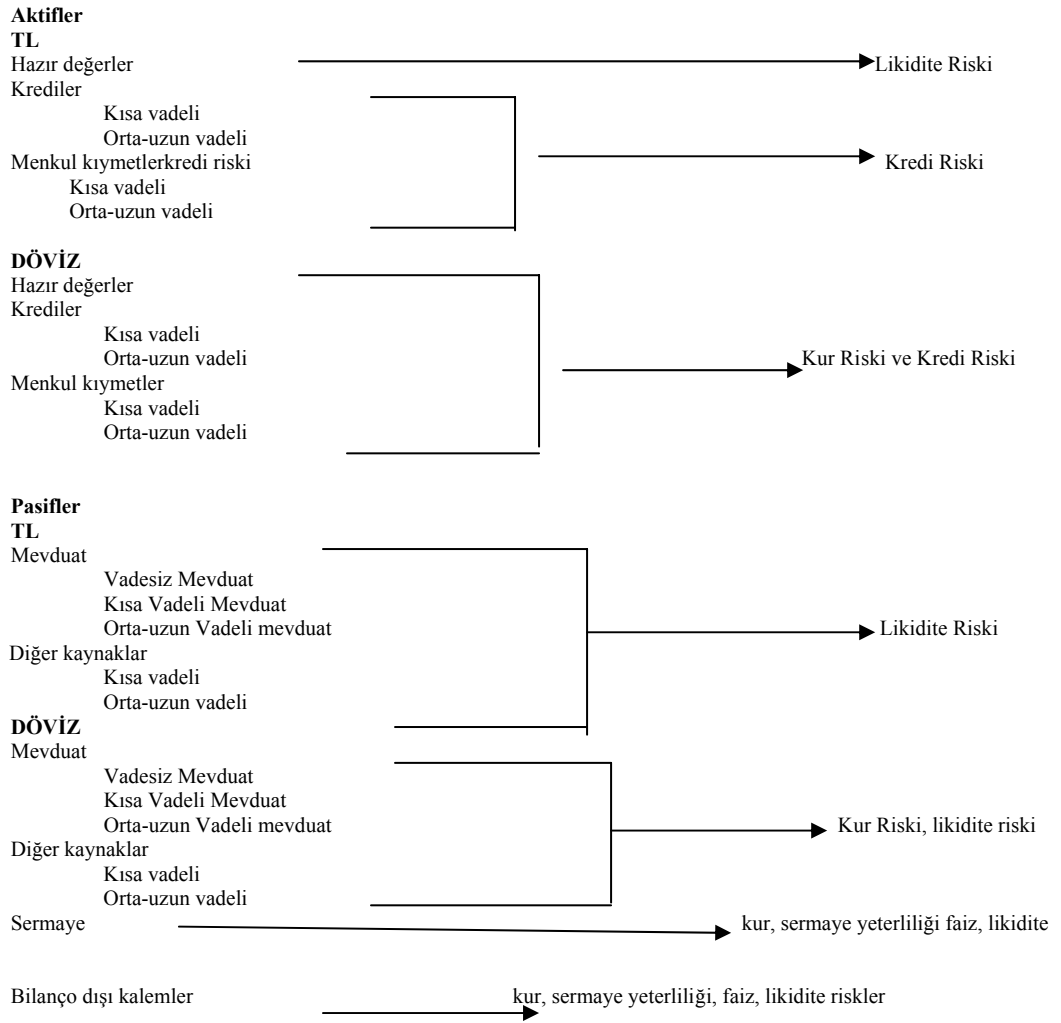 Aktifler
TL
Hazır değerler Likidite Riski
Krediler
Kısa vadeli
Orta-uzun vadeli
Menkul kıymetlerkredi riski Kredi Riski
Kısa vadeli
Orta-uzun vadeli
DÖVİZ
Hazır değerler
Krediler
Kısa vadeli
Orta-uzun vadeli Kur Riski ve Kredi Riski
Menkul kıymetler
Kısa vadeli
Orta-uzun vadeli
Pasifler
TL
Mevduat
Vadesiz Mevduat
Kısa Vadeli Mevduat
Orta-uzun Vadeli mevduat Likidite Riski
Diğer kaynaklar
Kısa vadeli
Orta-uzun vadeli
DÖVİZ
Mevduat
Vadesiz Mevduat
Kısa Vadeli Mevduat
Orta-uzun Vadeli mevduat Kur Riski, likidite riski
Diğer kaynaklar
Kısa vadeli
Orta-uzun vadeli
Sermaye kur, sermaye yeterliliği faiz, likidite
Bilanço dışı kalemler kur, sermaye yeterliliği, faiz, likidite riskler